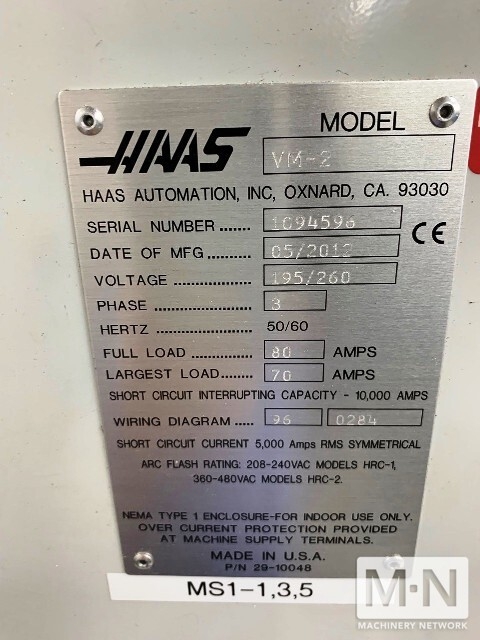 HAAS
MODEL
VM-2
HAAS AUTOMATION, INC, OXNARD, CA. 93030
SERIAL NUMBER ....... 1094596
DATE OF MFG ........ 05/2012 CE
VOLTAGE ................ 195/260
PHASE .................... 3
HERTZ 50/60
FULL LOAD ............. 80 AMPS
LARGEST LOAD....... 70 AMPS
SHORT CIRCUIT INTERRUPTING CAPACITY - 10,000 AMPS
WIRING DIAGRAM ..... 96 0284
SHORT CIRCUIT CURRENT 5,000 Amps RMS SYMMETRICAL
ARC FLASH RATING: 208-240VAC MODELS HRC-1,
360-480VAC MODELS HRC-2.
NEMA TYPE 1 ENCLOSURE-FOR INDOOR USE ONLY.
OVER CURRENT PROTECTION PROVIDED
AT MACHINE SUPPLY TERMINALS.
MADE IN U.S.A.
P/N 29-10048
MS1-1,3,5
M·N
MACHINERY NETWORK